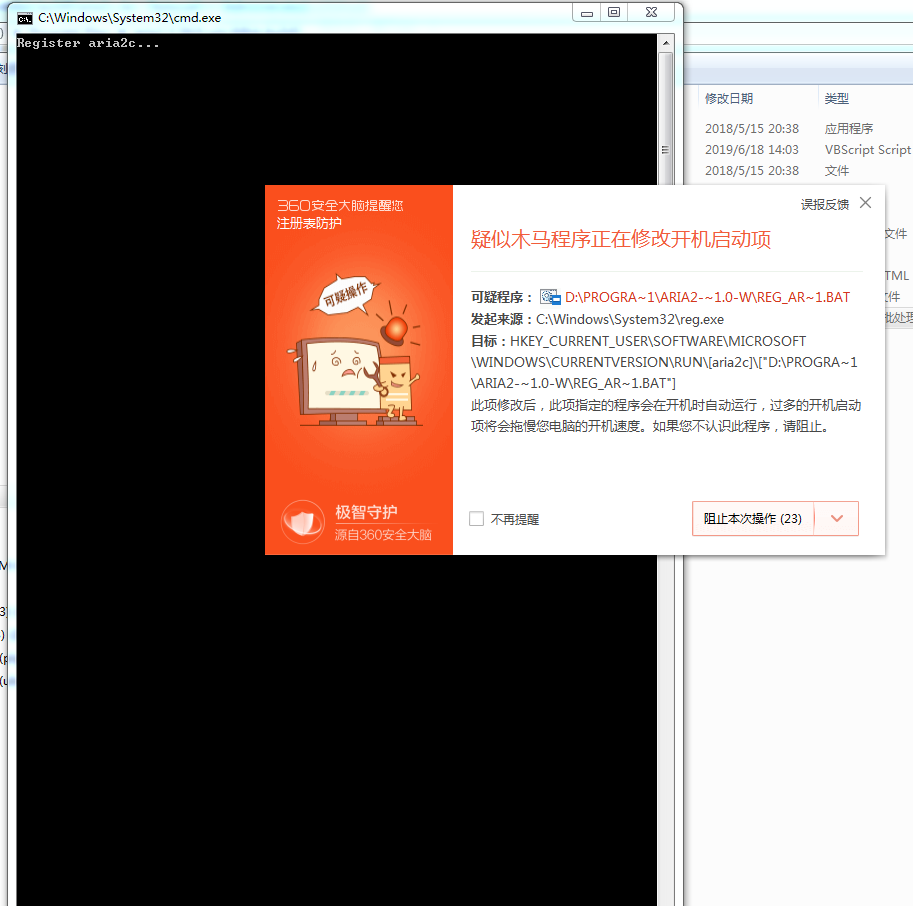 C:\Windows\System32\cmd.exe
Register aria2c...
修改日期 类型
2018/5/15 20:38 应用程序
2019/6/18 14:03 VBScript Script
2018/5/15 20:38 文件
文件
TML
文件
批处理
360安全大脑提醒您
注册表防护
可疑操作
极智守护
源自360安全大脑
误报反馈
疑似木马程序正在修改开机启动项
可疑程序： D:\PROGRA~1\ARIA2-~1.0-W\REG_AR~1.BAT
发起来源：C:\Windows\System32\reg.exe
目标：HKEY_CURRENT_USER\SOFTWARE\MICROSOFT
\WINDOWS\CURRENTVERSION\RUN\[aria2c]\["D:\PROGRA~1
\ARIA2-~1.0-W\REG_AR~1.BAT"]
此项修改后，此项指定的程序会在开机时自动运行，过多的开机启动
项将会拖慢您电脑的开机速度。如果您不认识此程序，请阻止。
不再提醒
阻止本次操作 (23)